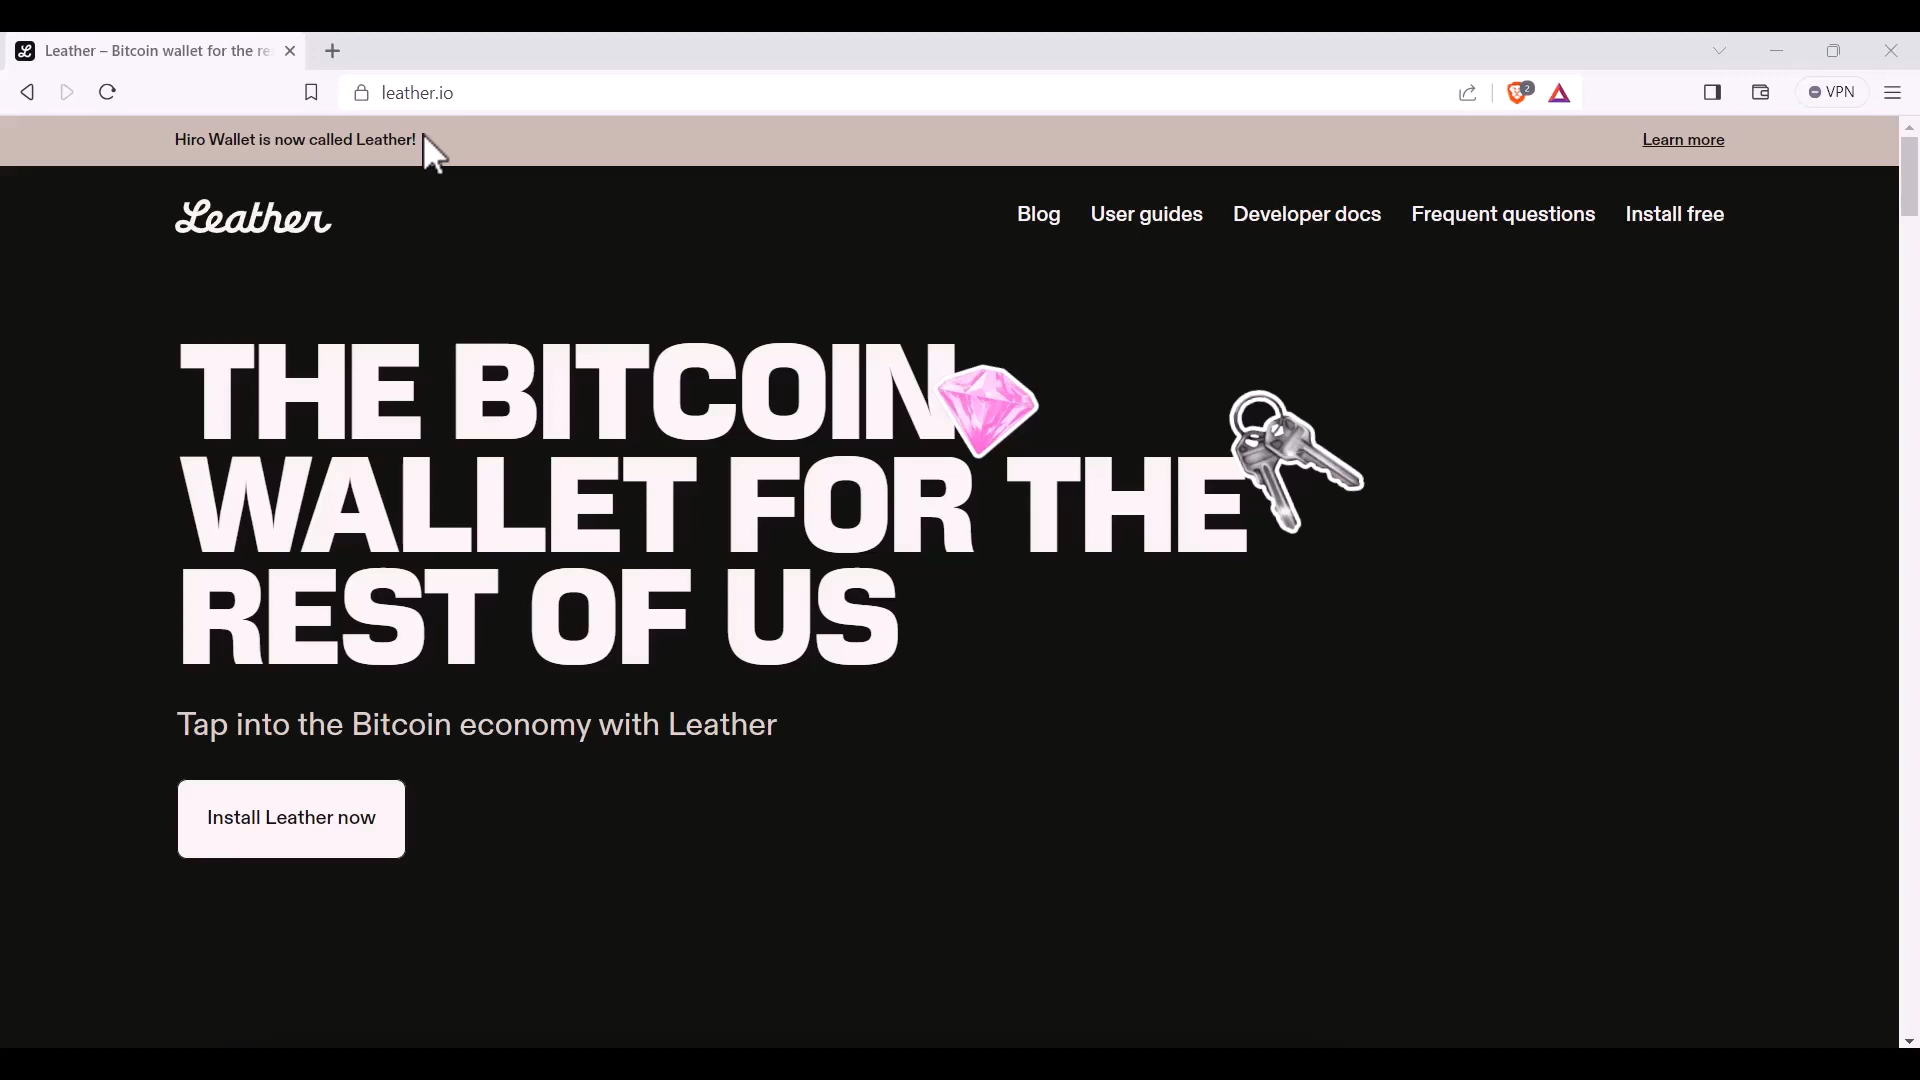 Leather – Bitcoin wallet for the re
leather.io
2
VPN
Hiro Wallet is now called Leather!
Learn more
Leather
Blog
User guides
Developer docs
Frequent questions
Install free
THE BITCOIN
WALLET FOR THE
REST OF US
Tap into the Bitcoin economy with Leather
Install Leather now